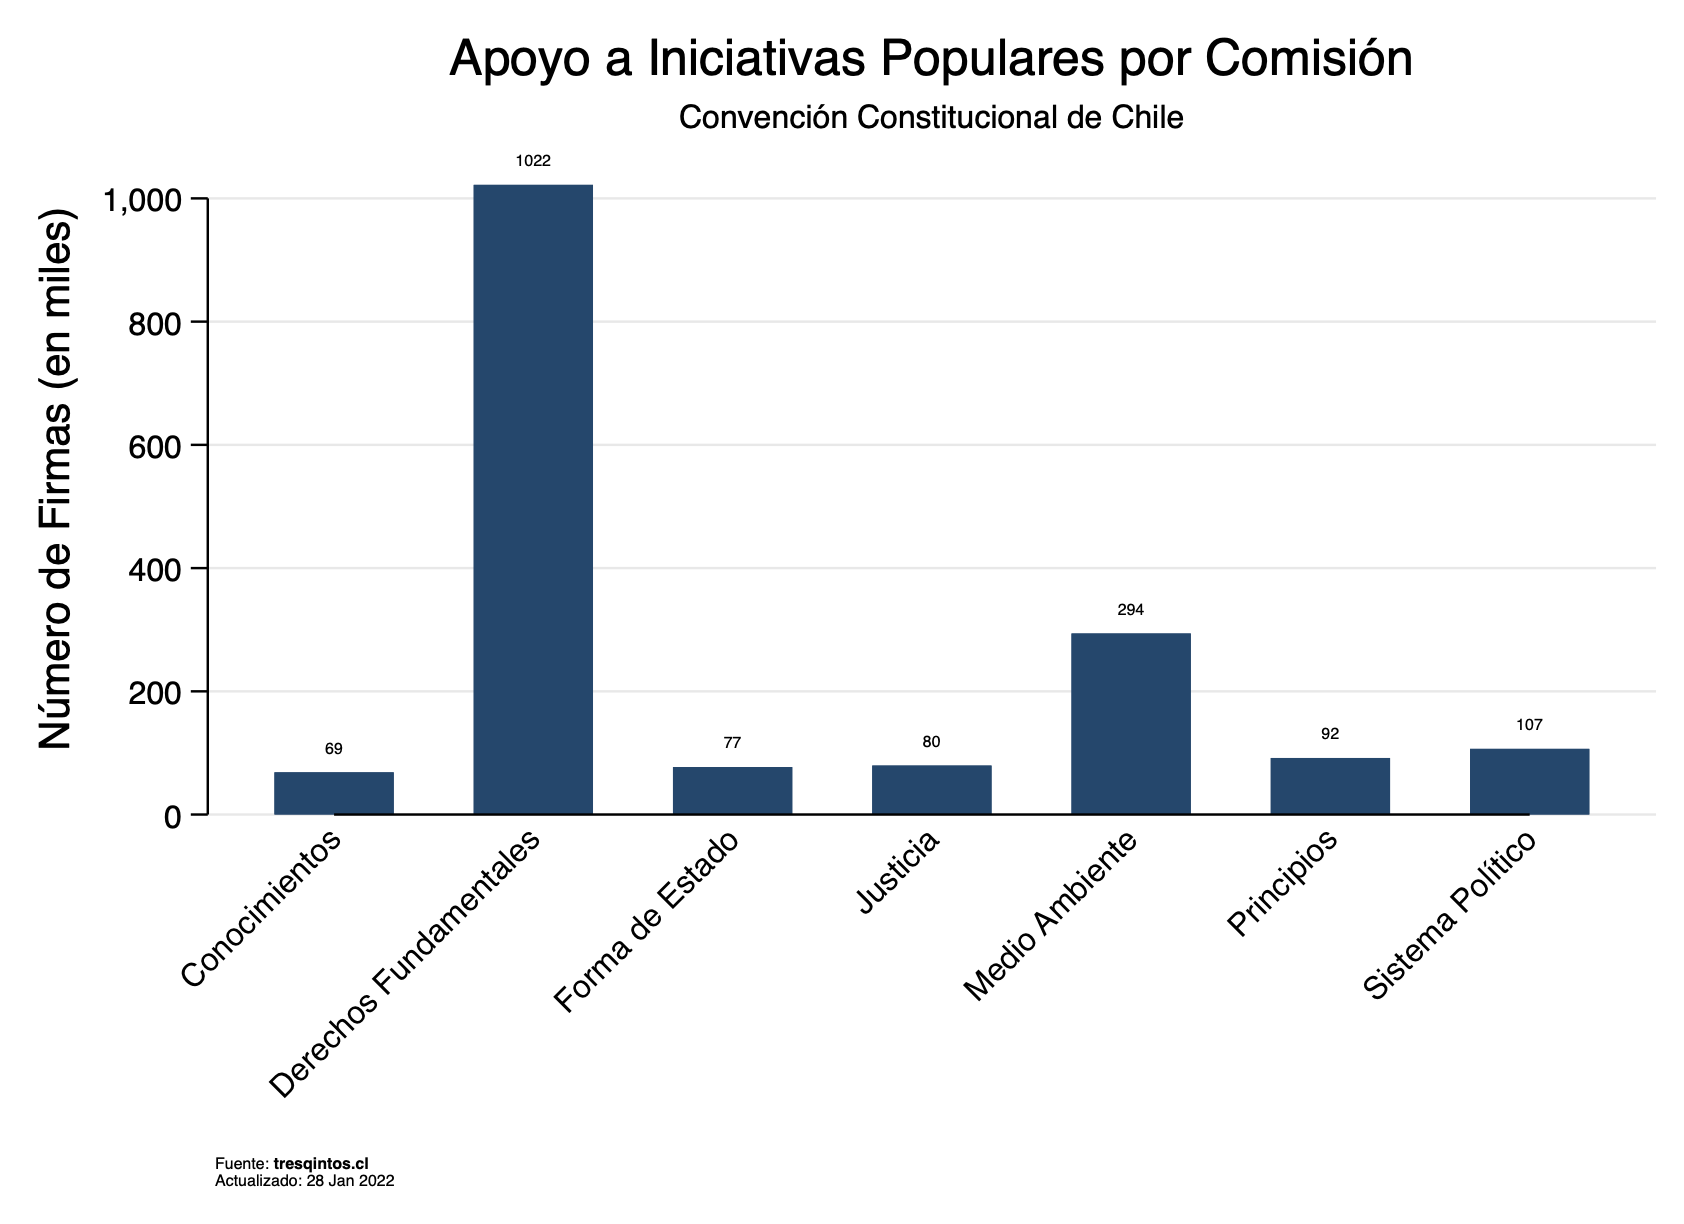 Apoyo a Iniciativas Populares por Comisión
Convención Constitucional de Chile
Número de Firmas (en miles)
1,000
800
600
400
200
0
69
1022
77
80
294
92
107
Conocimientos
Derechos Fundamentales
Forma de Estado
Justicia
Medio Ambiente
Principios
Sistema Político
Fuente: tresqintos.cl
Actualizado: 28 Jan 2022